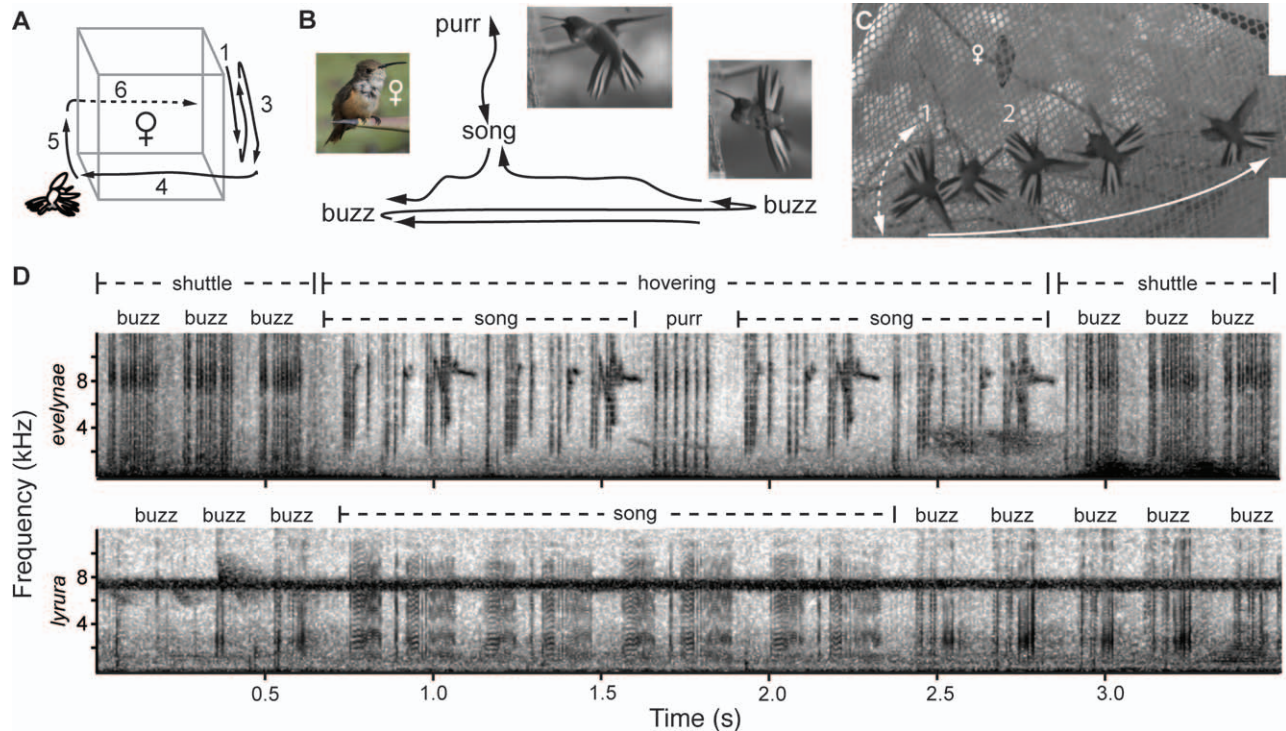 A
1
6
3
♀
5
4
B
purr
♀
song
buzz
buzz
C
♀
1
2
D
shuttle
hovering
shuttle
buzz buzz buzz
song
purr
song
buzz buzz buzz
evelynae
8
4
Frequency (kHz)
buzz buzz buzz
song
buzz buzz buzz buzz buzz
lyrura
8
4
0.5 1.0 1.5 2.0 2.5 3.0
Time (s)